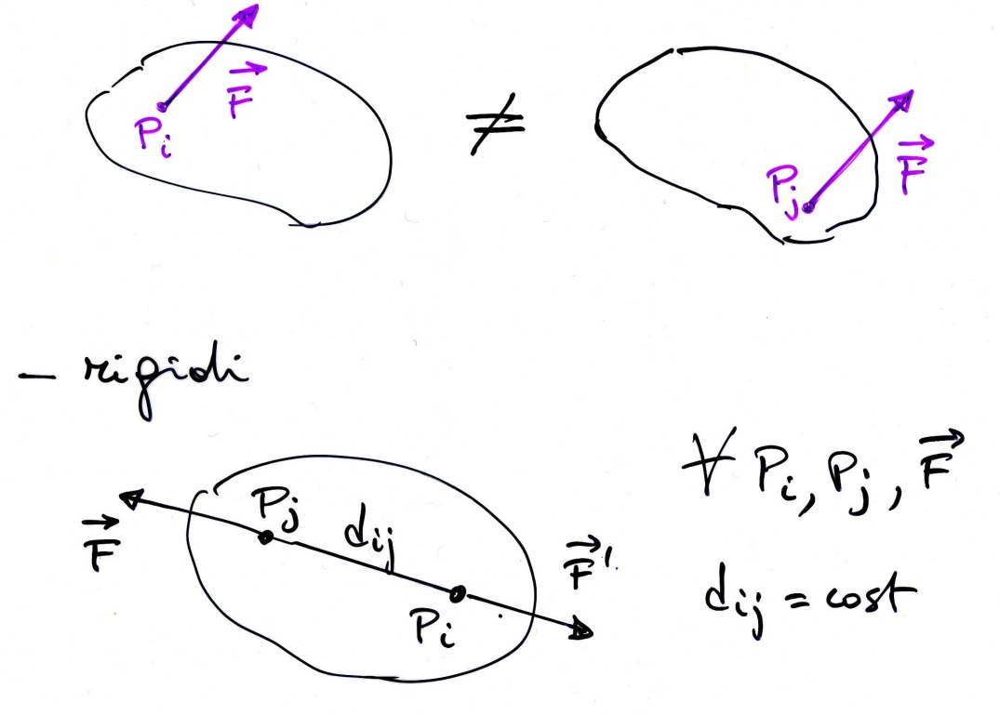 F⃗ ≠ F⃗
P_i P_j
– rigidi
∀ P_i, P_j, F⃗
P_j d_ij
F⃗ F⃗'
P_i d_ij = cost